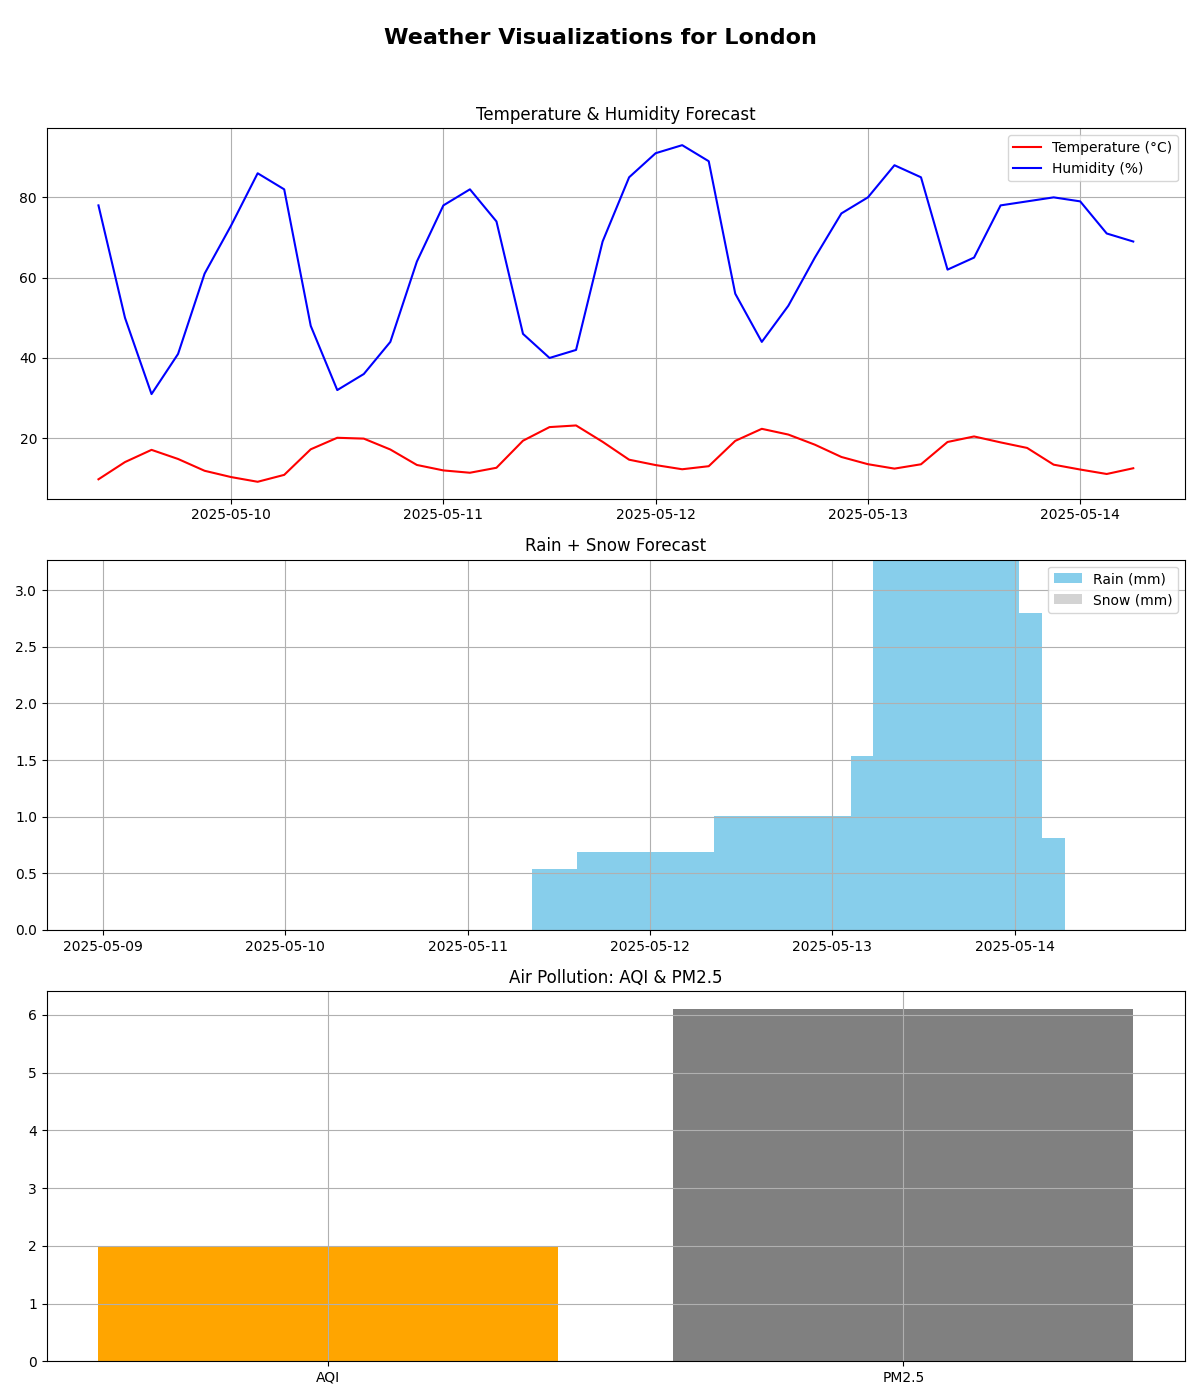 Weather Visualizations for London
Temperature & Humidity Forecast
Temperature (°C)
Humidity (%)
80
60
40
20
2025-05-10 2025-05-11 2025-05-12 2025-05-13 2025-05-14
Rain + Snow Forecast
Rain (mm)
Snow (mm)
3.0
2.5
2.0
1.5
1.0
0.5
0.0
2025-05-09 2025-05-10 2025-05-11 2025-05-12 2025-05-13 2025-05-14
Air Pollution: AQI & PM2.5
6
5
4
3
2
1
0
AQI PM2.5